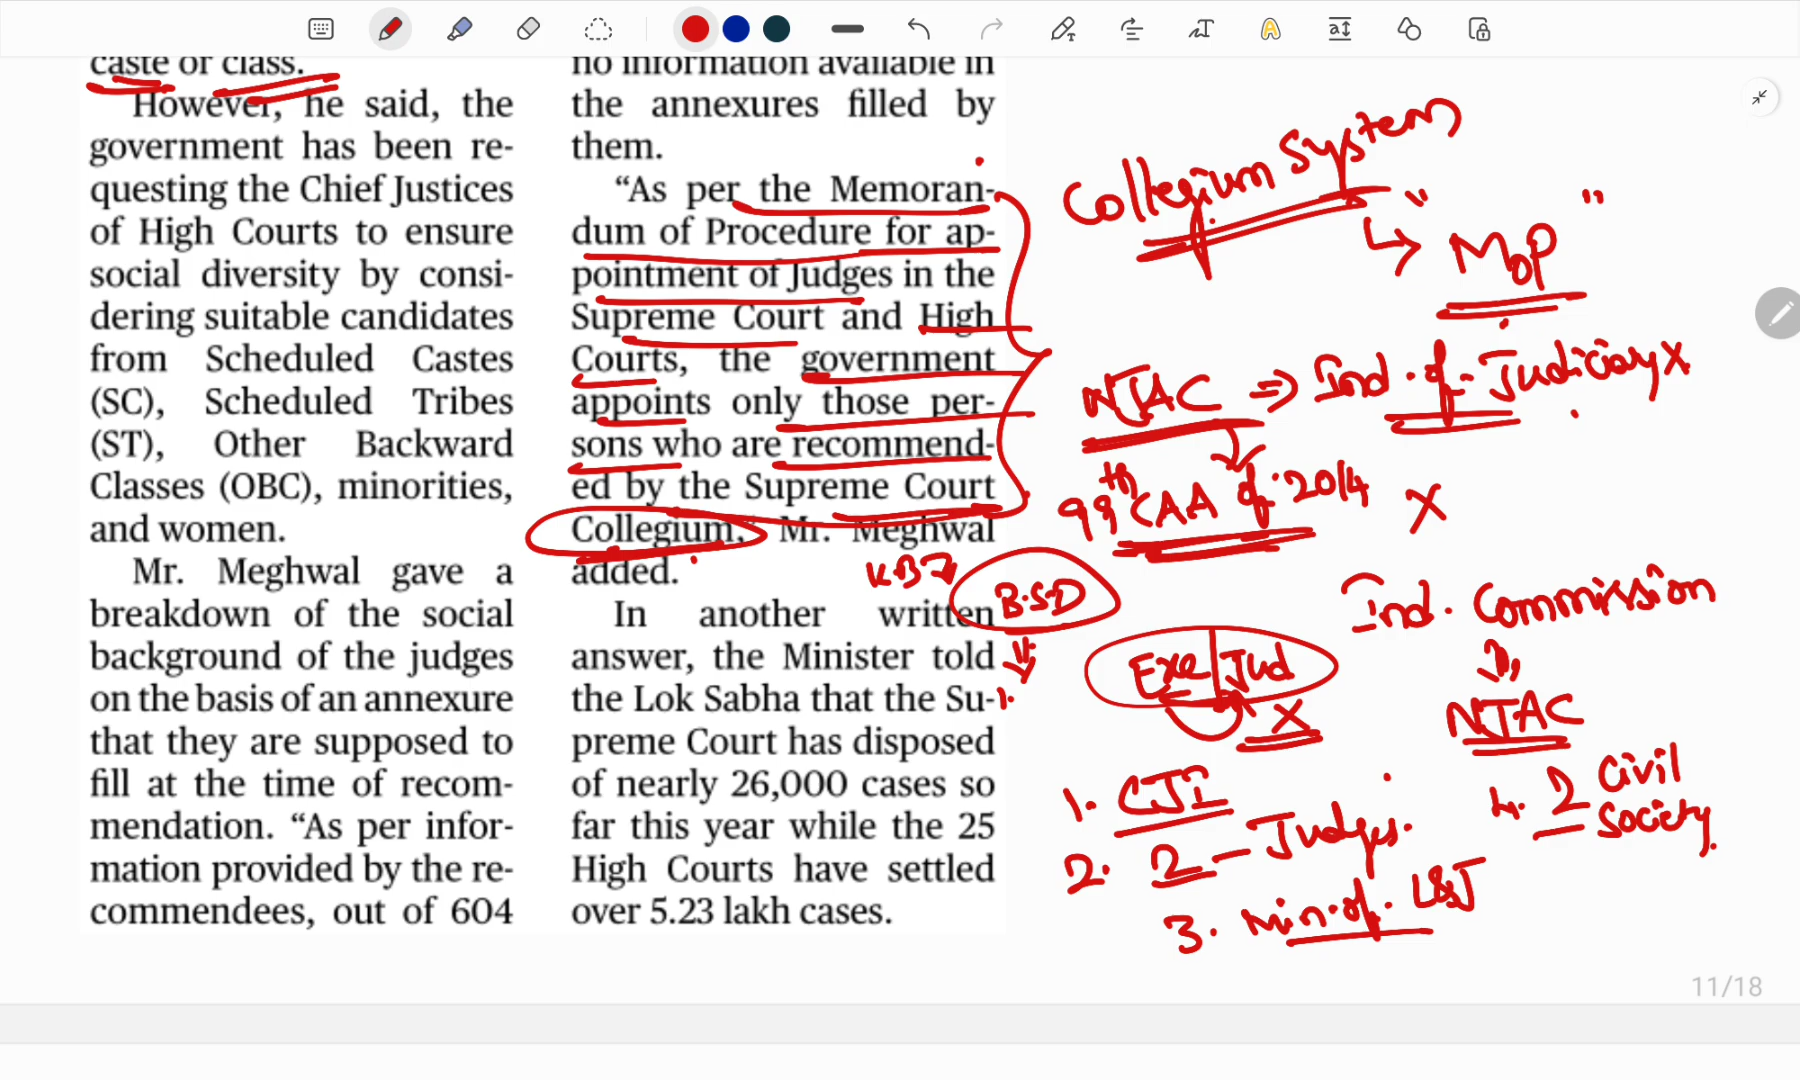 caste or class.
However, he said, the
government has been re-
questing the Chief Justices
of High Courts to ensure
social diversity by consi-
dering suitable candidates
from Scheduled Castes
(SC), Scheduled Tribes
(ST), Other Backward
Classes (OBC), minorities,
and women.
Mr. Meghwal gave a
breakdown of the social
background of the judges
on the basis of an annexure
that they are supposed to
fill at the time of recom-
mendation. “As per infor-
mation provided by the re-
commendees, out of 604
no information available in
the annexures filled by
them.
“As per the Memoran-
dum of Procedure for ap-
pointment of Judges in the
Supreme Court and High
Courts, the government
appoints only those per-
sons who are recommend-
ed by the Supreme Court
Collegium,” Mr. Meghwal
added.
In another written
answer, the Minister told
the Lok Sabha that the Su-
preme Court has disposed
of nearly 26,000 cases so
far this year while the 25
High Courts have settled
over 5.23 lakh cases.
Collegium System
" MoP "
NJAC => Ind. of Judiciary X
99th CAA of 2014 X
B.S.D
Ind. Commission
Exe | Jud
X
NJAC
1. CJI
2. 2 - Judges.
3. Min. of. L&J
4. 2 Civil
Society.
11/18